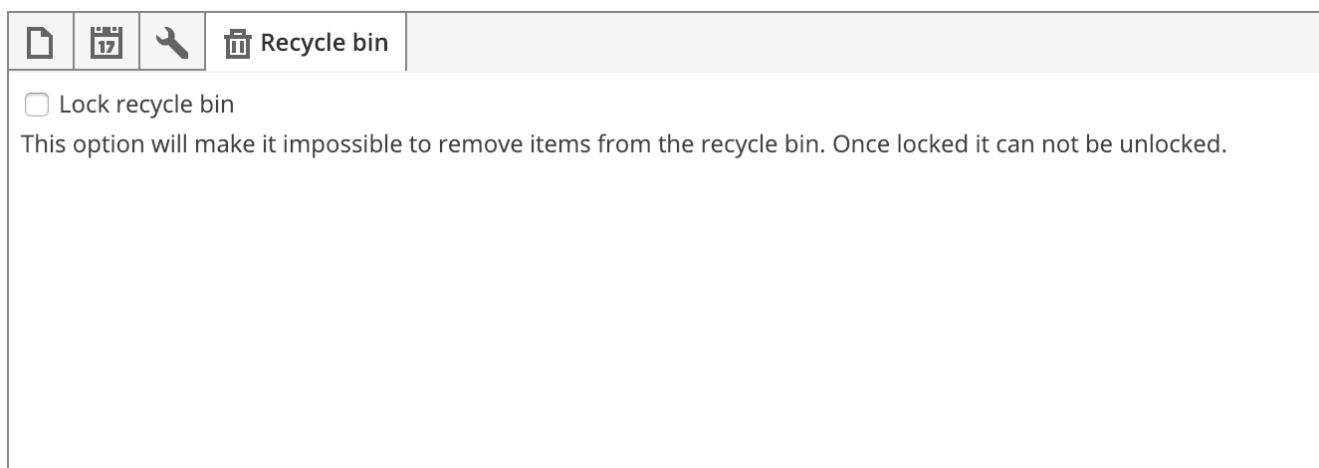 17
Recycle bin
Lock recycle bin
This option will make it impossible to remove items from the recycle bin. Once locked it can not be unlocked.